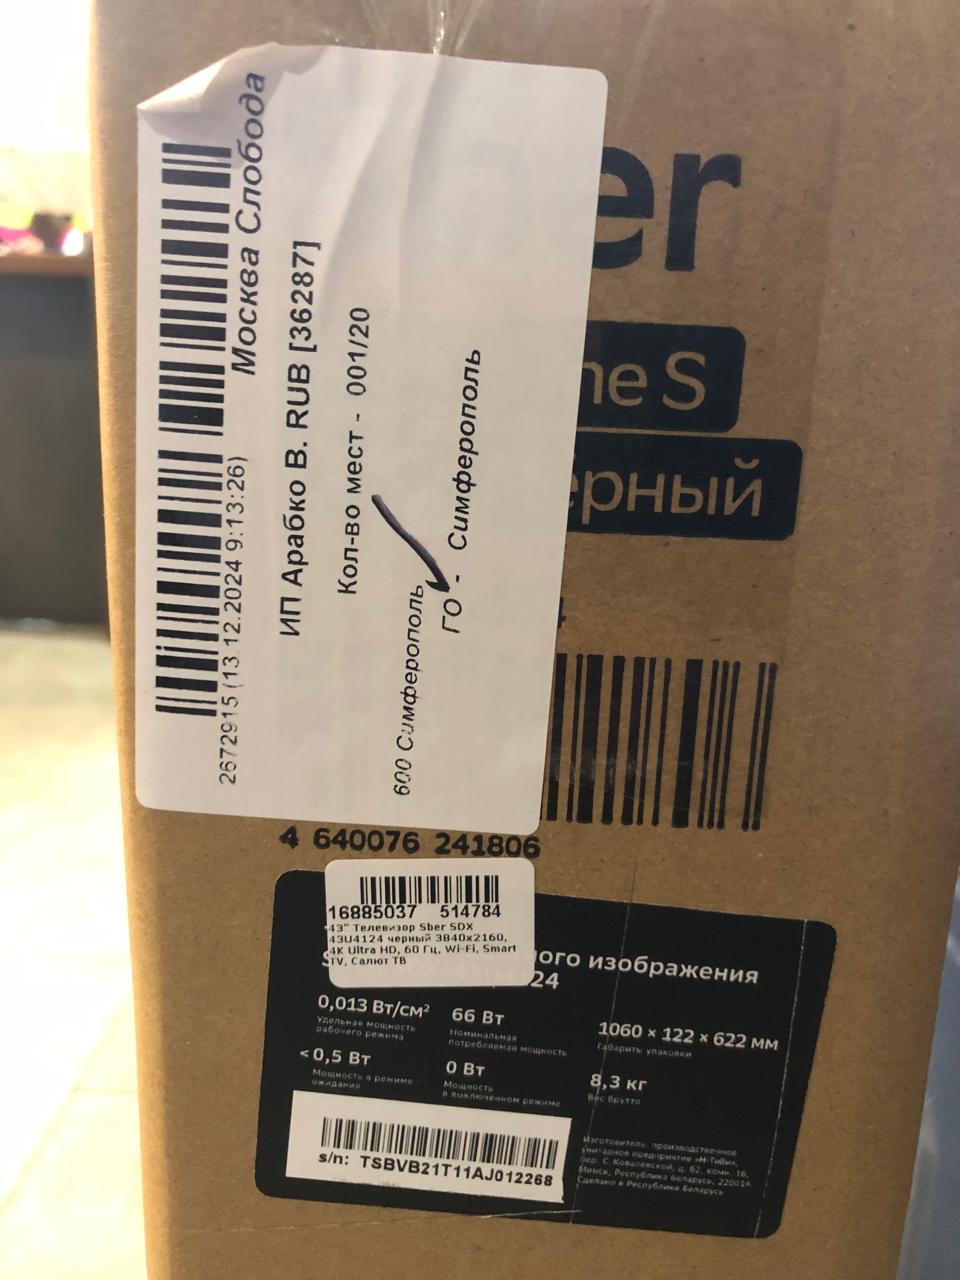 Москва Слобода
2672915 (13.12.2024 9:13:26)
ИП Арабко В. RUB [36287]
Кол-во мест - 001/20
600 Симферополь
ГО - Симферополь
er
ne S
ерный
4 640076 241806
16885037 514784
43" Телевизор Sber SDX
43U4124 черный 3840x2160,
4K Ultra HD, 60 Гц, Wi-Fi, Smart
TV, Салют ТВ
ого изображения
24
0,013 Вт/см²
Удельная мощность
рабочего режима
66 Вт
Номинальная
потребляемая мощность
1060 × 122 × 622 мм
Габариты упаковки
< 0,5 Вт
Мощность в режиме
ожидания
0 Вт
Мощность
в выключенном режиме
8,3 кг
Вес брутто
s/n: TSBVB21T11AJ012268
Изготовитель: производственное
унитарное предприятие «Н-ТиВи»,
пер. С. Ковалевской, д. 62, комн. 16,
Минск, Республика Беларусь, 220014.
Сделано в Республике Беларусь